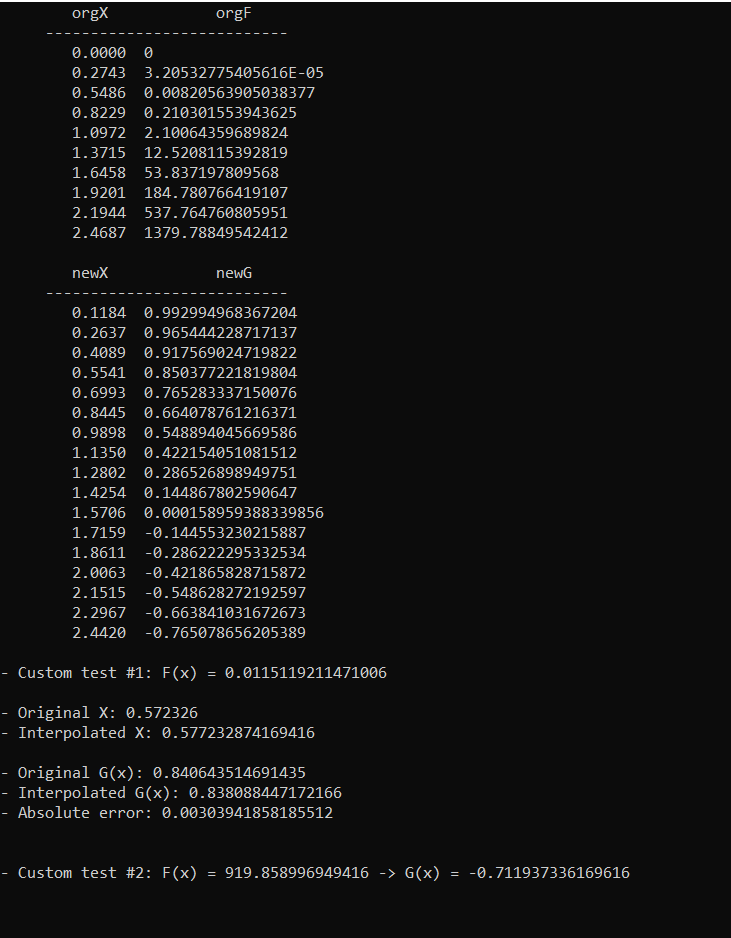 orgX orgF
---------------------------
0.0000 0
0.2743 3.20532775405616E-05
0.5486 0.00820563905038377
0.8229 0.210301553943625
1.0972 2.10064359689824
1.3715 12.5208115392819
1.6458 53.837197809568
1.9201 184.780766419107
2.1944 537.764760805951
2.4687 1379.78849542412
newX newG
---------------------------
0.1184 0.992994968367204
0.2637 0.965444228717137
0.4089 0.917569024719822
0.5541 0.850377221819804
0.6993 0.765283337150076
0.8445 0.664078761216371
0.9898 0.548894045669586
1.1350 0.422154051081512
1.2802 0.286526898949751
1.4254 0.144867802590647
1.5706 0.000158959388339856
1.7159 -0.144553230215887
1.8611 -0.286222295332534
2.0063 -0.421865828715872
2.1515 -0.548628272192597
2.2967 -0.663841031672673
2.4420 -0.765078656205389
- Custom test #1: F(x) = 0.0115119211471006
- Original X: 0.572326
- Interpolated X: 0.577232874169416
- Original G(x): 0.840643514691435
- Interpolated G(x): 0.838088447172166
- Absolute error: 0.00303941858185512
- Custom test #2: F(x) = 919.858996949416 -> G(x) = -0.711937336169616